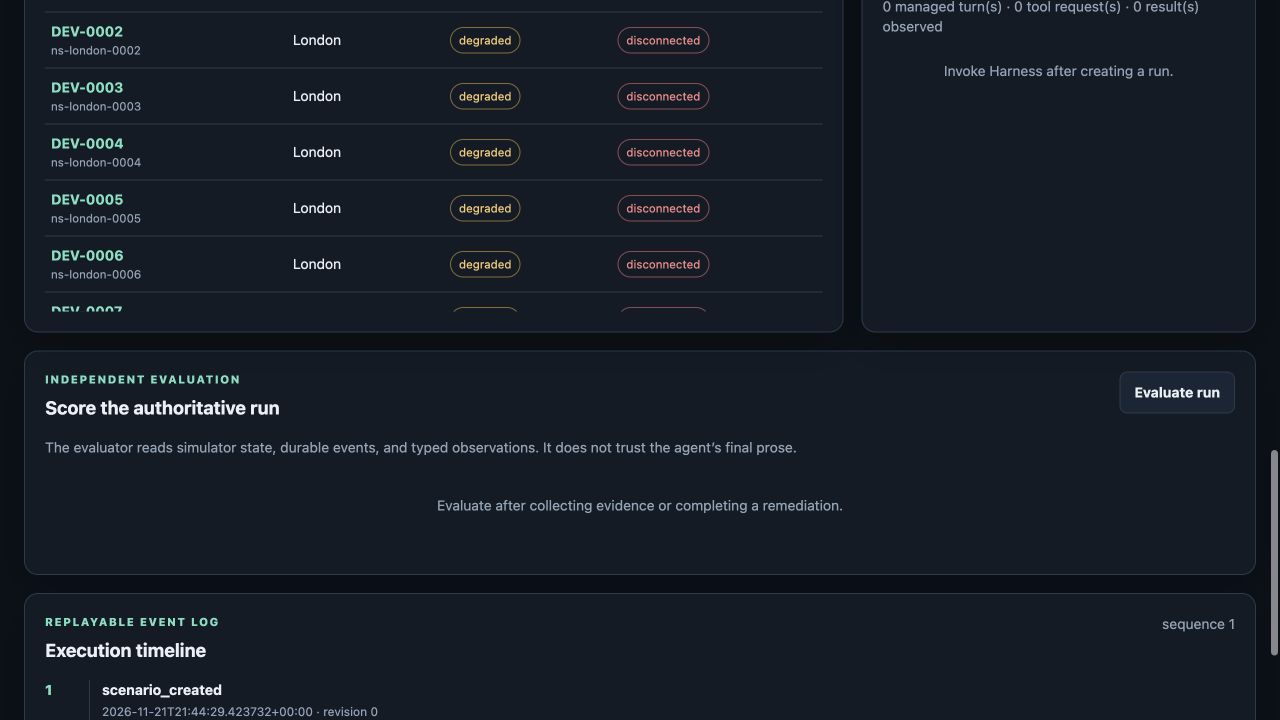 DEV-0002
ns-london-0002
London
degraded
disconnected
DEV-0003
ns-london-0003
London
degraded
disconnected
DEV-0004
ns-london-0004
London
degraded
disconnected
DEV-0005
ns-london-0005
London
degraded
disconnected
DEV-0006
ns-london-0006
London
degraded
disconnected
DEV-0007
0 managed turn(s) · 0 tool request(s) · 0 result(s)
observed
Invoke Harness after creating a run.
INDEPENDENT EVALUATION
Score the authoritative run
Evaluate run
The evaluator reads simulator state, durable events, and typed observations. It does not trust the agent’s final prose.
Evaluate after collecting evidence or completing a remediation.
REPLAYABLE EVENT LOG
Execution timeline
sequence 1
1
scenario_created
2026-11-21T21:44:29.423732+00:00 · revision 0